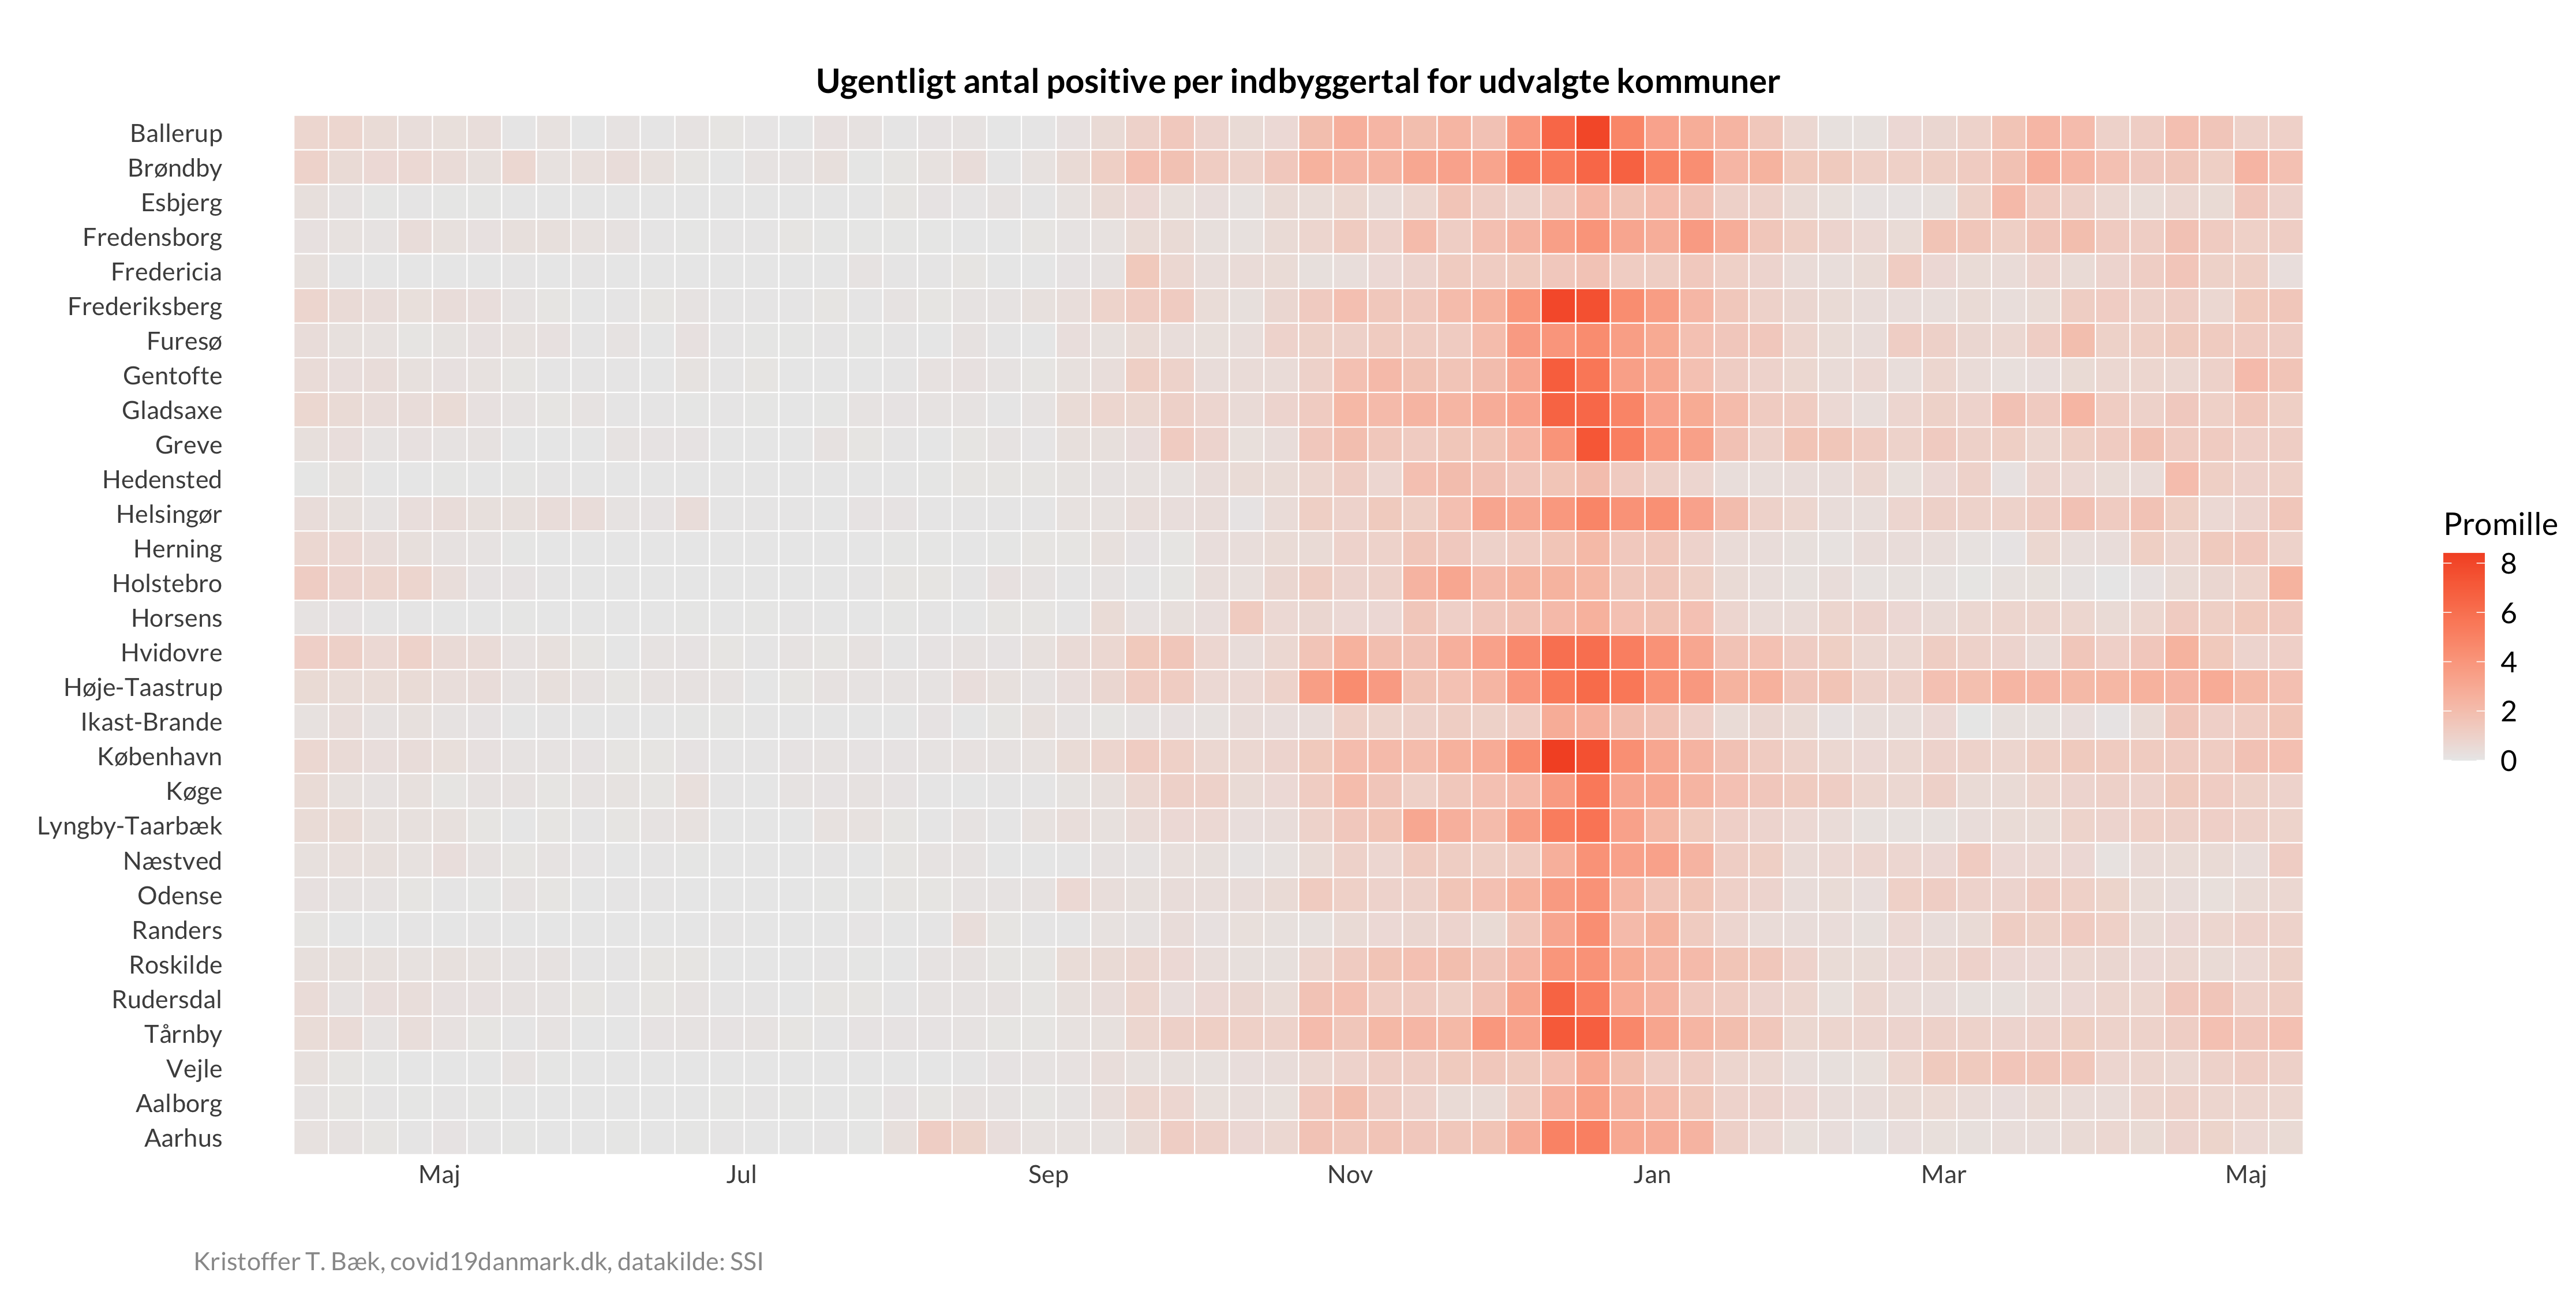 Ugentligt antal positive per indbyggertal for udvalgte kommuner
Ballerup
Brøndby
Esbjerg
Fredensborg
Fredericia
Frederiksberg
Furesø
Gentofte
Gladsaxe
Greve
Hedensted
Helsingør
Herning
Holstebro
Horsens
Hvidovre
Høje-Taastrup
Ikast-Brande
København
Køge
Lyngby-Taarbæk
Næstved
Odense
Randers
Roskilde
Rudersdal
Tårnby
Vejle
Aalborg
Aarhus
Maj Jul Sep Nov Jan Mar Maj
Promille
8
6
4
2
0
Kristoffer T. Bæk, covid19danmark.dk, datakilde: SSI